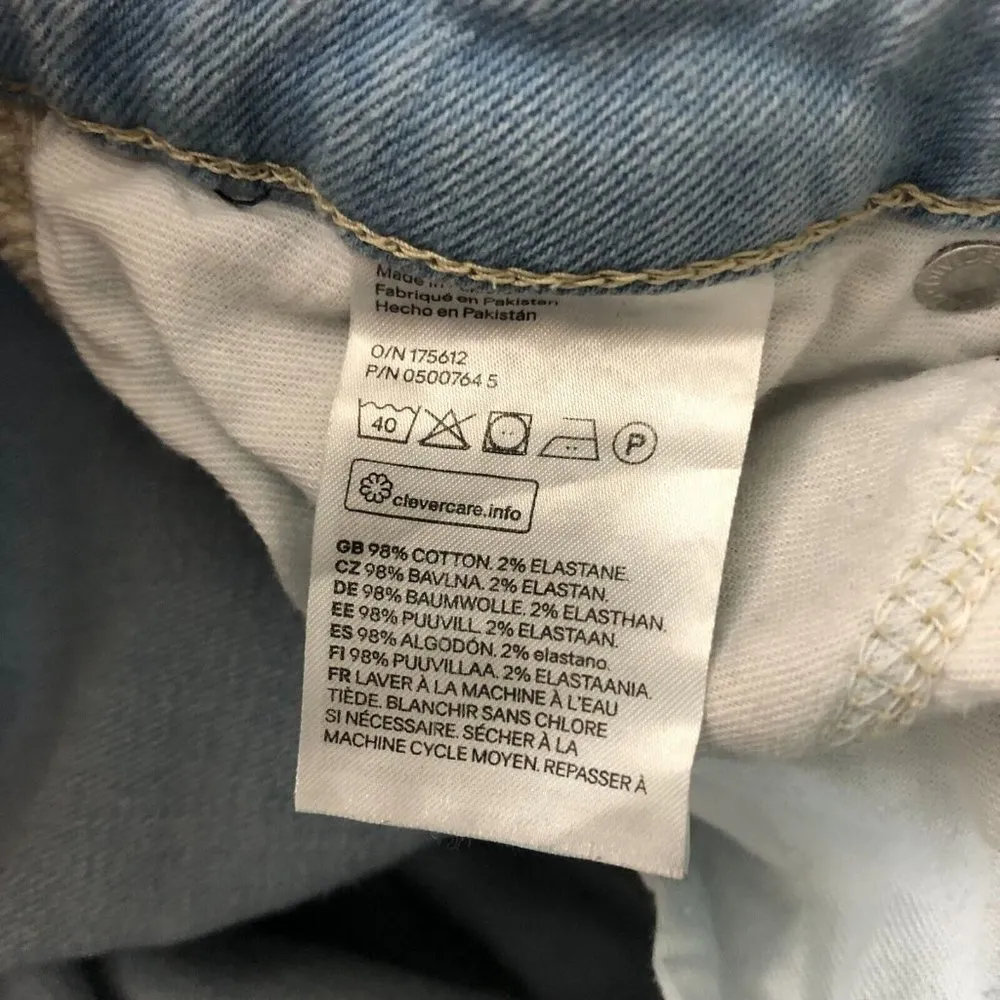 Made in
Fabriqué en Pakistan
Hecho en Pakistán
O/N 175612
P/N 0500764 5
40
P
clevercare.info
GB 98% COTTON. 2% ELASTANE.
CZ 98% BAVLNA. 2% ELASTAN.
DE 98% BAUMWOLLE. 2% ELASTHAN.
EE 98% PUUVILL. 2% ELASTAAN.
ES 98% ALGODÓN. 2% elastano.
FI 98% PUUVILLAA. 2% ELASTAANIA.
FR LAVER À LA MACHINE À L'EAU
TIÈDE. BLANCHIR SANS CHLORE
SI NÉCESSAIRE. SÉCHER À LA
MACHINE CYCLE MOYEN. REPASSER À